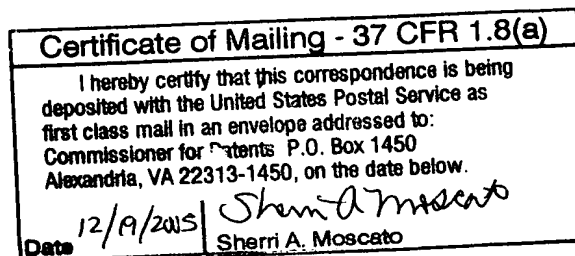 Certificate of Mailing - 37 CFR 1.8(a)
I hereby certify that this correspondence is being
deposited with the United States Postal Service as
first class mail in an envelope addressed to:
Commissioner for Patents P.O. Box 1450
Alexandria, VA 22313-1450, on the date below.
Date 12/19/2005 Sherri A Moscato
Sherri A. Moscato